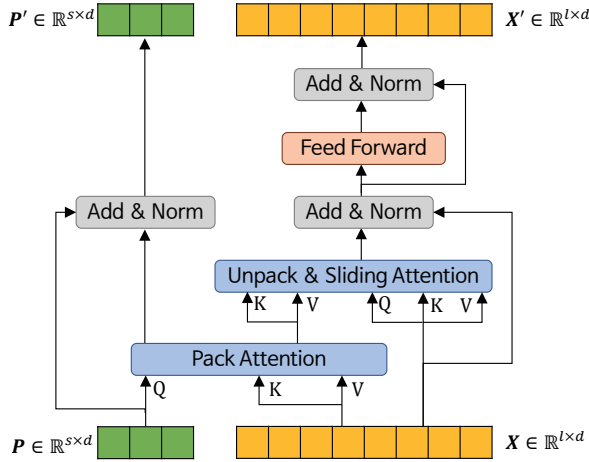 P′ ∈ ℝ^{s×d}
X′ ∈ ℝ^{l×d}
Add & Norm
Feed Forward
Add & Norm
Add & Norm
Unpack & Sliding Attention
K V Q K V
Pack Attention
Q K V
P ∈ ℝ^{s×d}
X ∈ ℝ^{l×d}